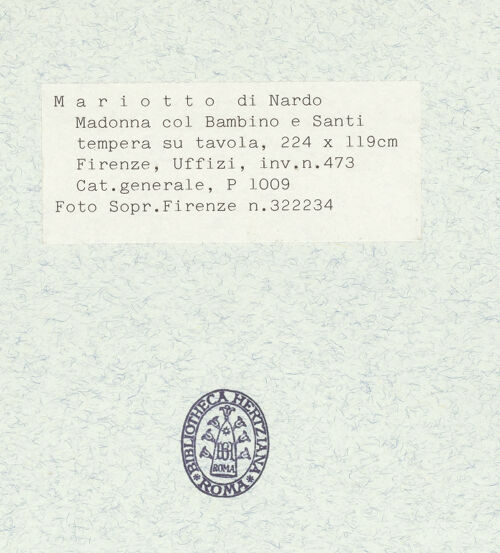 M a r i o t t o di Nardo
Madonna col Bambino e Santi
tempera su tavola, 224 x 119cm
Firenze, Uffizi, inv.n.473
Cat.generale, P 1009
Foto Sopr.Firenze n.322234
BIBLIOTHECA HERTZIANA
BH
ROMA
* ROMA *